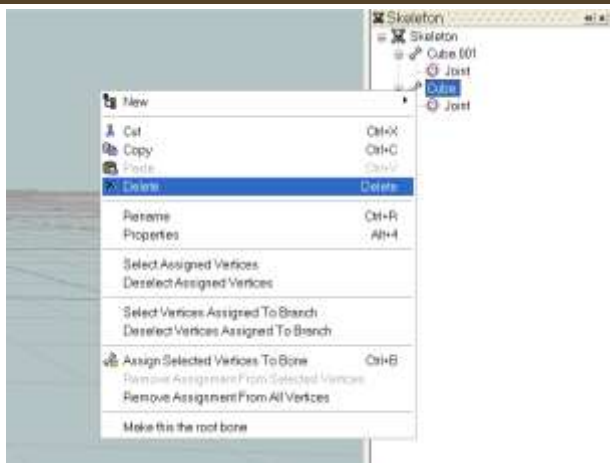 Skeleton
Skeleton
Cube.001
Joint
Cube
Joint
New
Cut Ctrl+X
Copy Ctrl+C
Paste Ctrl+V
Delete Delete
Rename Ctrl+R
Properties Alt+4
Select Assigned Vertices
Deselect Assigned Vertices
Select Vertices Assigned To Branch
Deselect Vertices Assigned To Branch
Assign Selected Vertices To Bone Ctrl+B
Remove Assignment From Selected Vertices
Remove Assignment From All Vertices
Make this the root bone